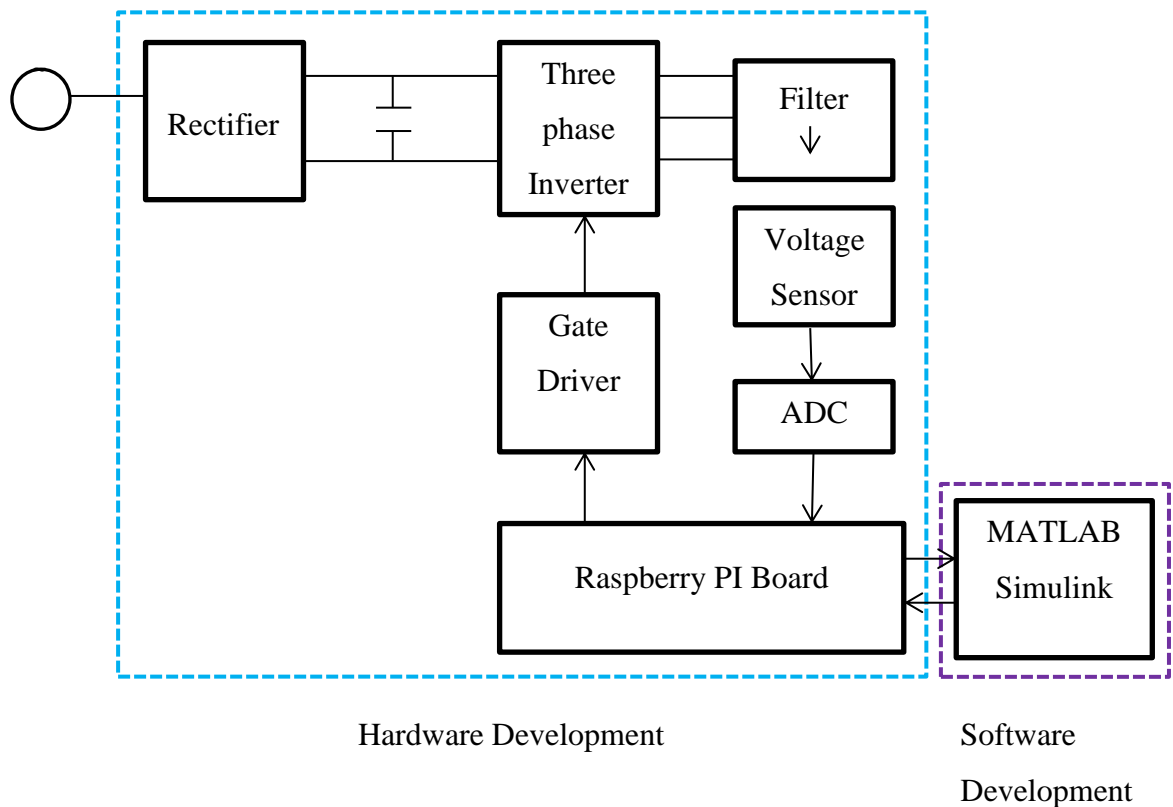 Rectifier
Three
phase
Inverter
Filter
Voltage
Sensor
Gate
Driver
ADC
Raspberry PI Board
MATLAB
Simulink
Hardware Development
Software
Development